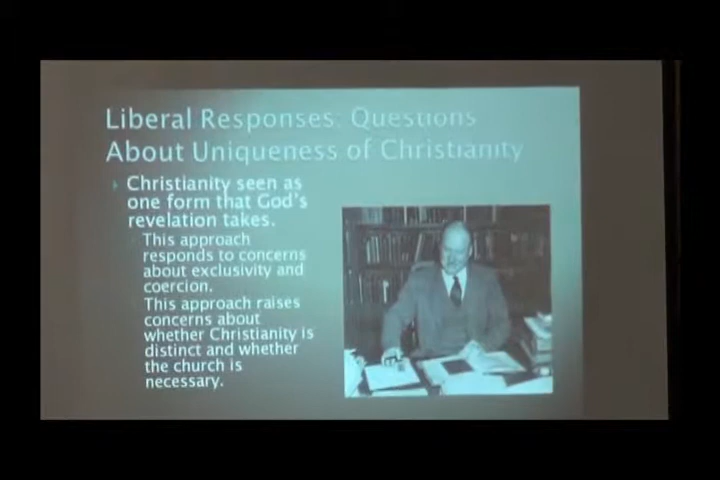 Liberal Responses: Questions
About Uniqueness of Christianity
Christianity seen as
one form that God's
revelation takes.
This approach
responds to concerns
about exclusivity and
coercion.
This approach raises
concerns about
whether Christianity is
distinct and whether
the church is
necessary.